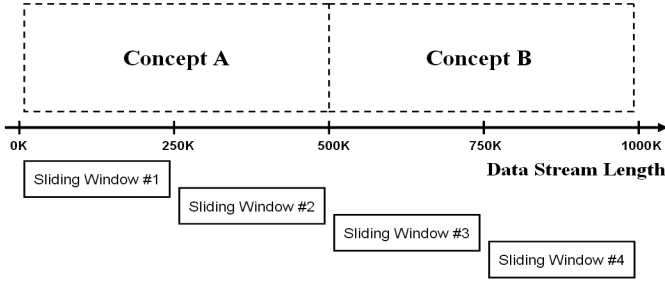 Concept A
Concept B
0K
250K
500K
750K
1000K
Data Stream Length
Sliding Window #1
Sliding Window #2
Sliding Window #3
Sliding Window #4